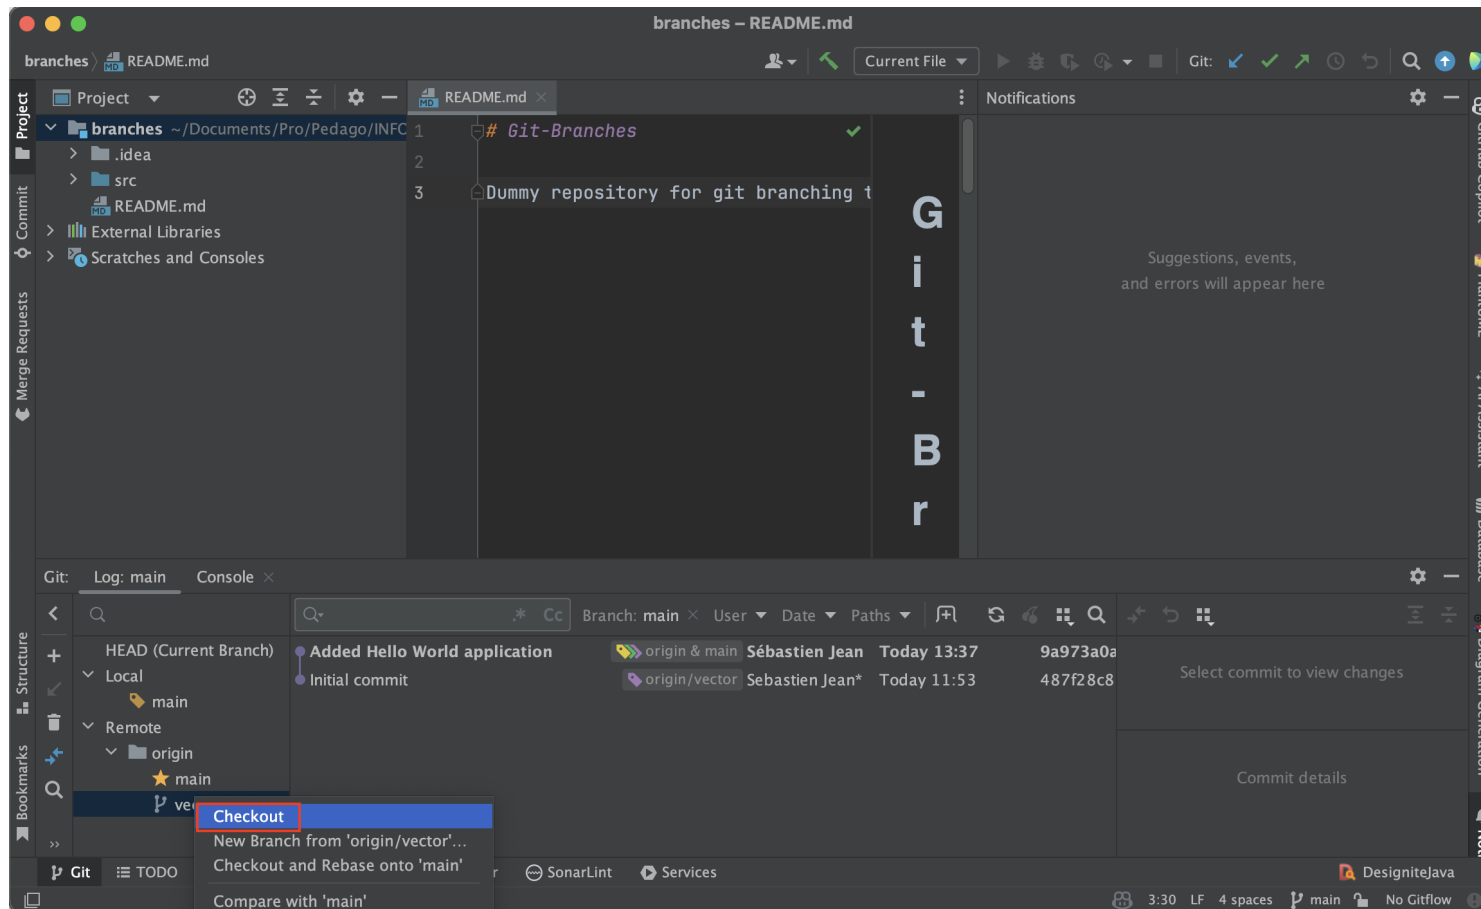 branches – README.md
branches README.md
Current File
Git:
Project
Project
Commit
Merge Requests
Structure
Bookmarks
branches ~/Documents/Pro/Pedago/INFO
.idea
src
README.md
External Libraries
Scratches and Consoles
README.md
1 # Git-Branches
2
3 Dummy repository for git branching t
G
i
t
-
B
r
Notifications
Suggestions, events,
and errors will appear here
Git: Log: main Console
.* Cc
Branch: main User Date Paths
HEAD (Current Branch)
Local
main
Remote
origin
main
vec
Added Hello World application origin & main Sébastien Jean Today 13:37 9a973a0a
Initial commit origin/vector Sebastien Jean* Today 11:53 487f28c8
Select commit to view changes
Commit details
Checkout
New Branch from 'origin/vector'...
Checkout and Rebase onto 'main'
Compare with 'main'
Git TODO SonarLint Services DesigniteJava
3:30 LF 4 spaces main No Gitflow